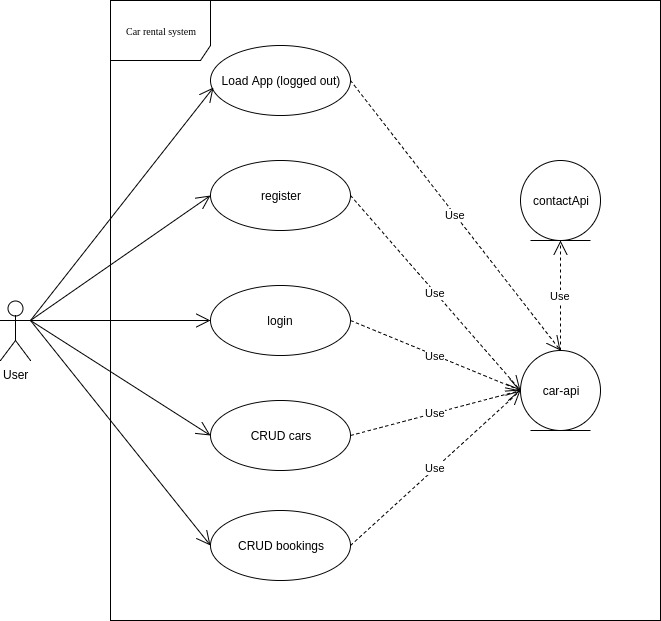 Car rental system
Load App (logged out)
register
Use
contactApi
Use
Use
login
User
Use
car-api
Use
CRUD cars
Use
CRUD bookings